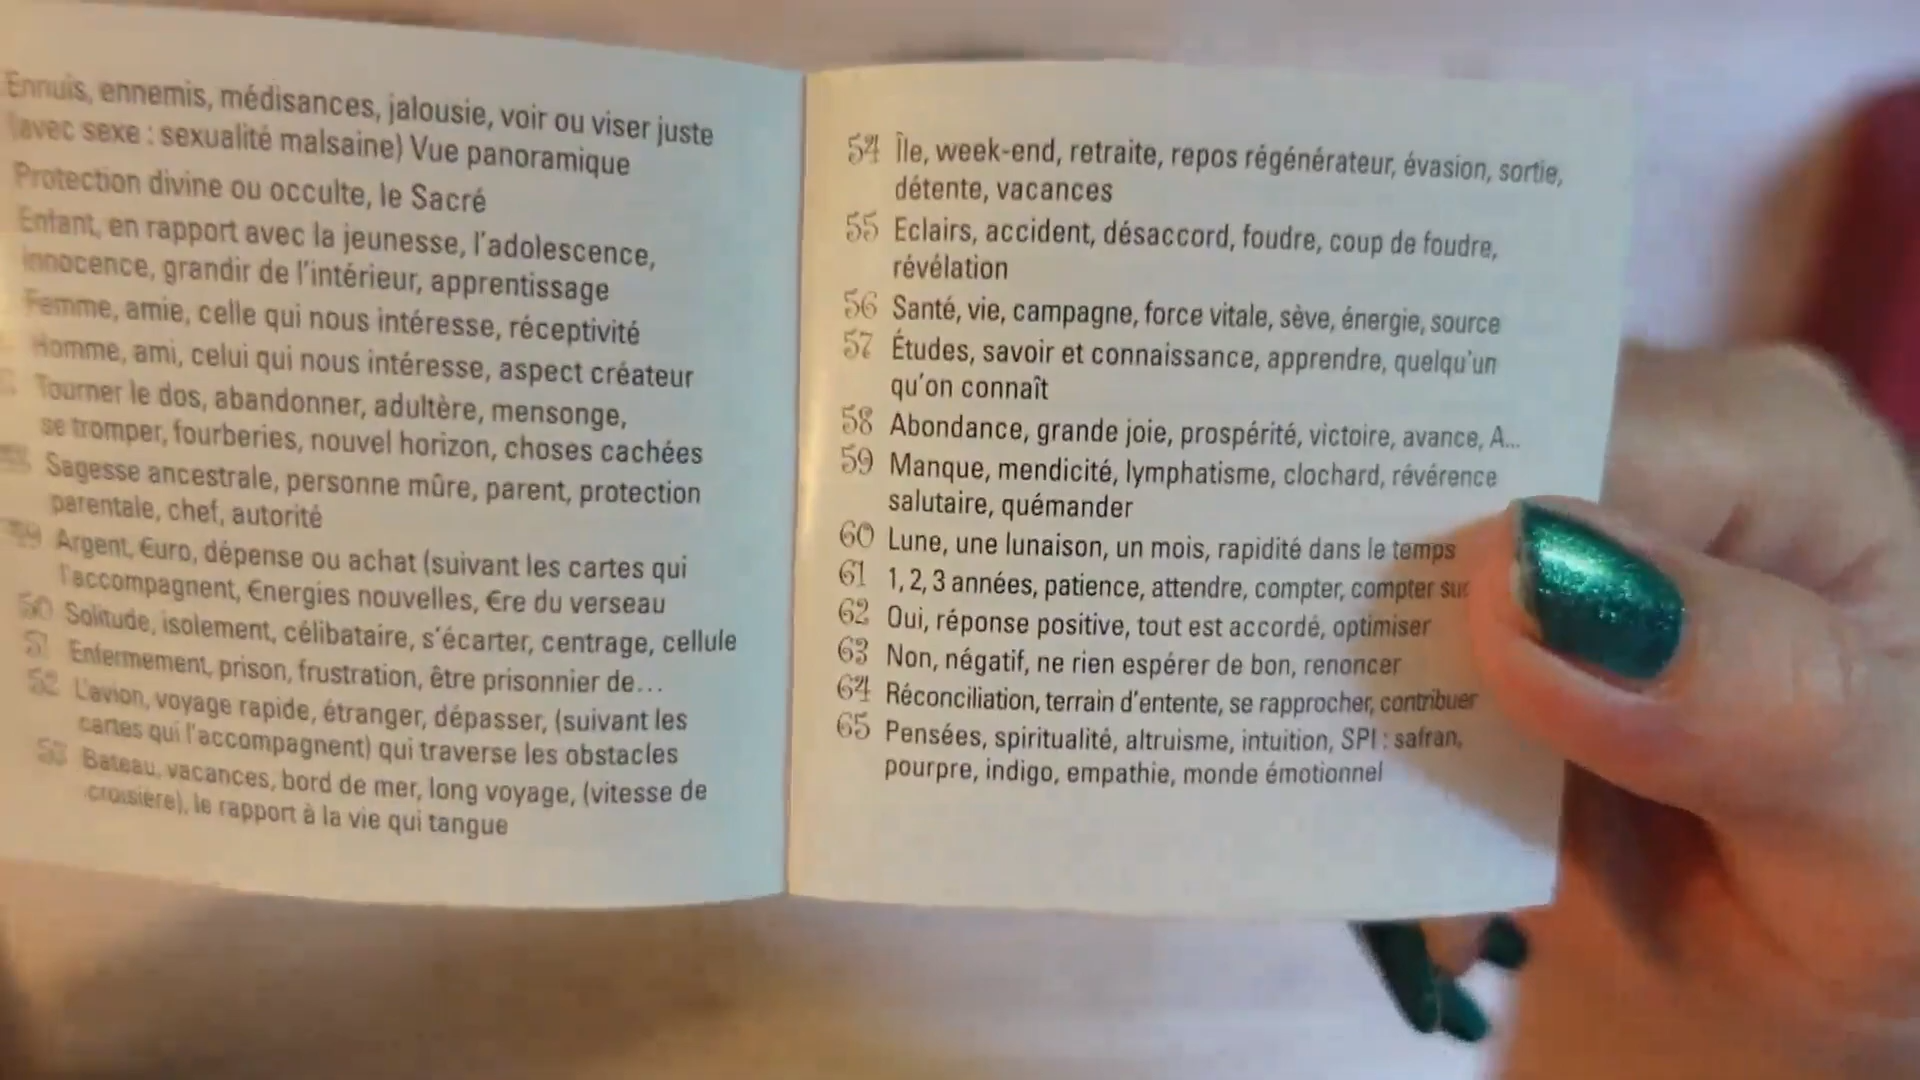 Ennuis, ennemis, médisances, jalousie, voir ou viser juste
(avec sexe : sexualité malsaine) Vue panoramique
Protection divine ou occulte, le Sacré
Enfant, en rapport avec la jeunesse, l'adolescence,
innocence, grandir de l'intérieur, apprentissage
Femme, amie, celle qui nous intéresse, réceptivité
Homme, ami, celui qui nous intéresse, aspect créateur
Tourner le dos, abandonner, adultère, mensonge,
se tromper, fourberies, nouvel horizon, choses cachées
Sagesse ancestrale, personne mûre, parent, protection
parentale, chef, autorité
49 Argent, €uro, dépense ou achat (suivant les cartes qui
l'accompagnent, €nergies nouvelles, €re du verseau
50 Solitude, isolement, célibataire, s'écarter, centrage, cellule
51 Enfermement, prison, frustration, être prisonnier de...
52 L'avion, voyage rapide, étranger, dépasser, (suivant les
cartes qui l'accompagnent) qui traverse les obstacles
53 Bateau, vacances, bord de mer, long voyage, (vitesse de
croisière), le rapport à la vie qui tangue
54 Île, week-end, retraite, repos régénérateur, évasion, sortie,
détente, vacances
55 Eclairs, accident, désaccord, foudre, coup de foudre,
révélation
56 Santé, vie, campagne, force vitale, sève, énergie, source
57 Études, savoir et connaissance, apprendre, quelqu'un
qu'on connaît
58 Abondance, grande joie, prospérité, victoire, avance, A...
59 Manque, mendicité, lymphatisme, clochard, révérence
salutaire, quémander
60 Lune, une lunaison, un mois, rapidité dans le temps
61 1, 2, 3 années, patience, attendre, compter, compter sur
62 Oui, réponse positive, tout est accordé, optimiser
63 Non, négatif, ne rien espérer de bon, renoncer
64 Réconciliation, terrain d'entente, se rapprocher, contribuer
65 Pensées, spiritualité, altruisme, intuition, SPI : safran,
pourpre, indigo, empathie, monde émotionnel